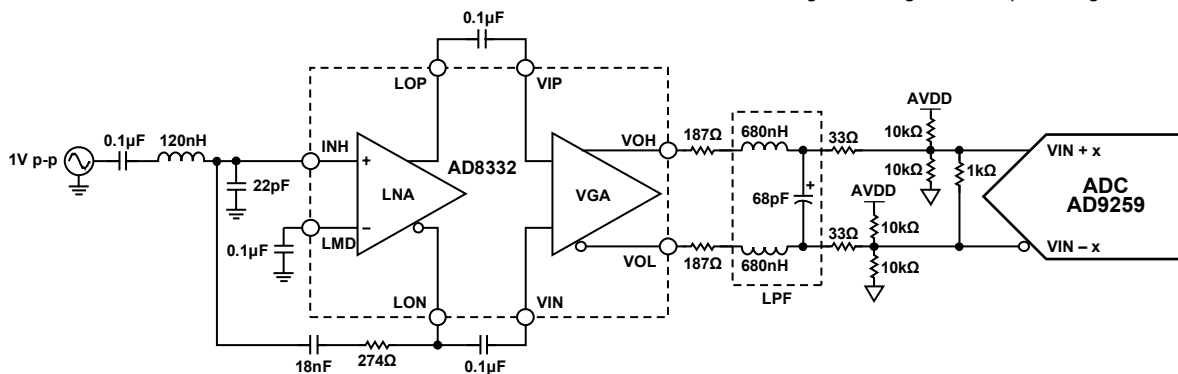 0.1µF
LOP
VIP
AVDD
0.1µF
120nH
187Ω
680nH
33Ω
10kΩ
1V p-p
INH
AD8332
VOH
VIN + x
+
LNA
VGA
10kΩ
1kΩ
22pF
+
68pF
AVDD
ADC
AD9259
–
LMD
0.1µF
VOL
187Ω
680nH
33Ω
10kΩ
VIN – x
10kΩ
LPF
LON
VIN
18nF
274Ω
0.1µF